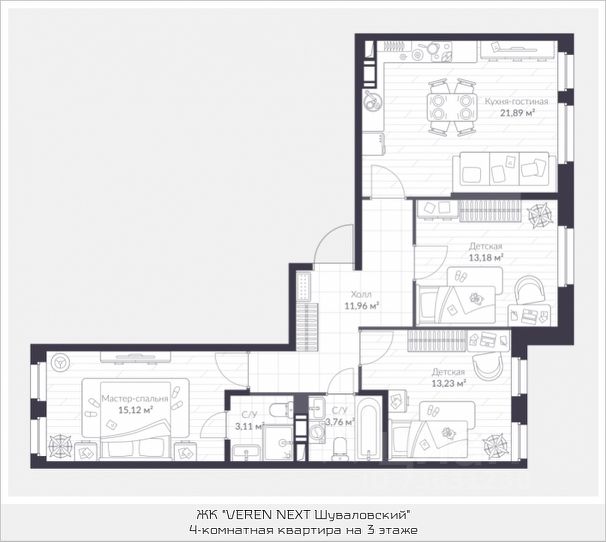 Кухня-гостиная
21,89 м²
Детская
13,18 м²
Холл
11,96 м²
Детская
13,23 м²
Мастер-спальня
15,12 м²
С/У
3,11 м²
С/У
3,76 м²
ЖК "VEREN NEXT Шуваловский"
4-комнатная квартира на 3 этаже